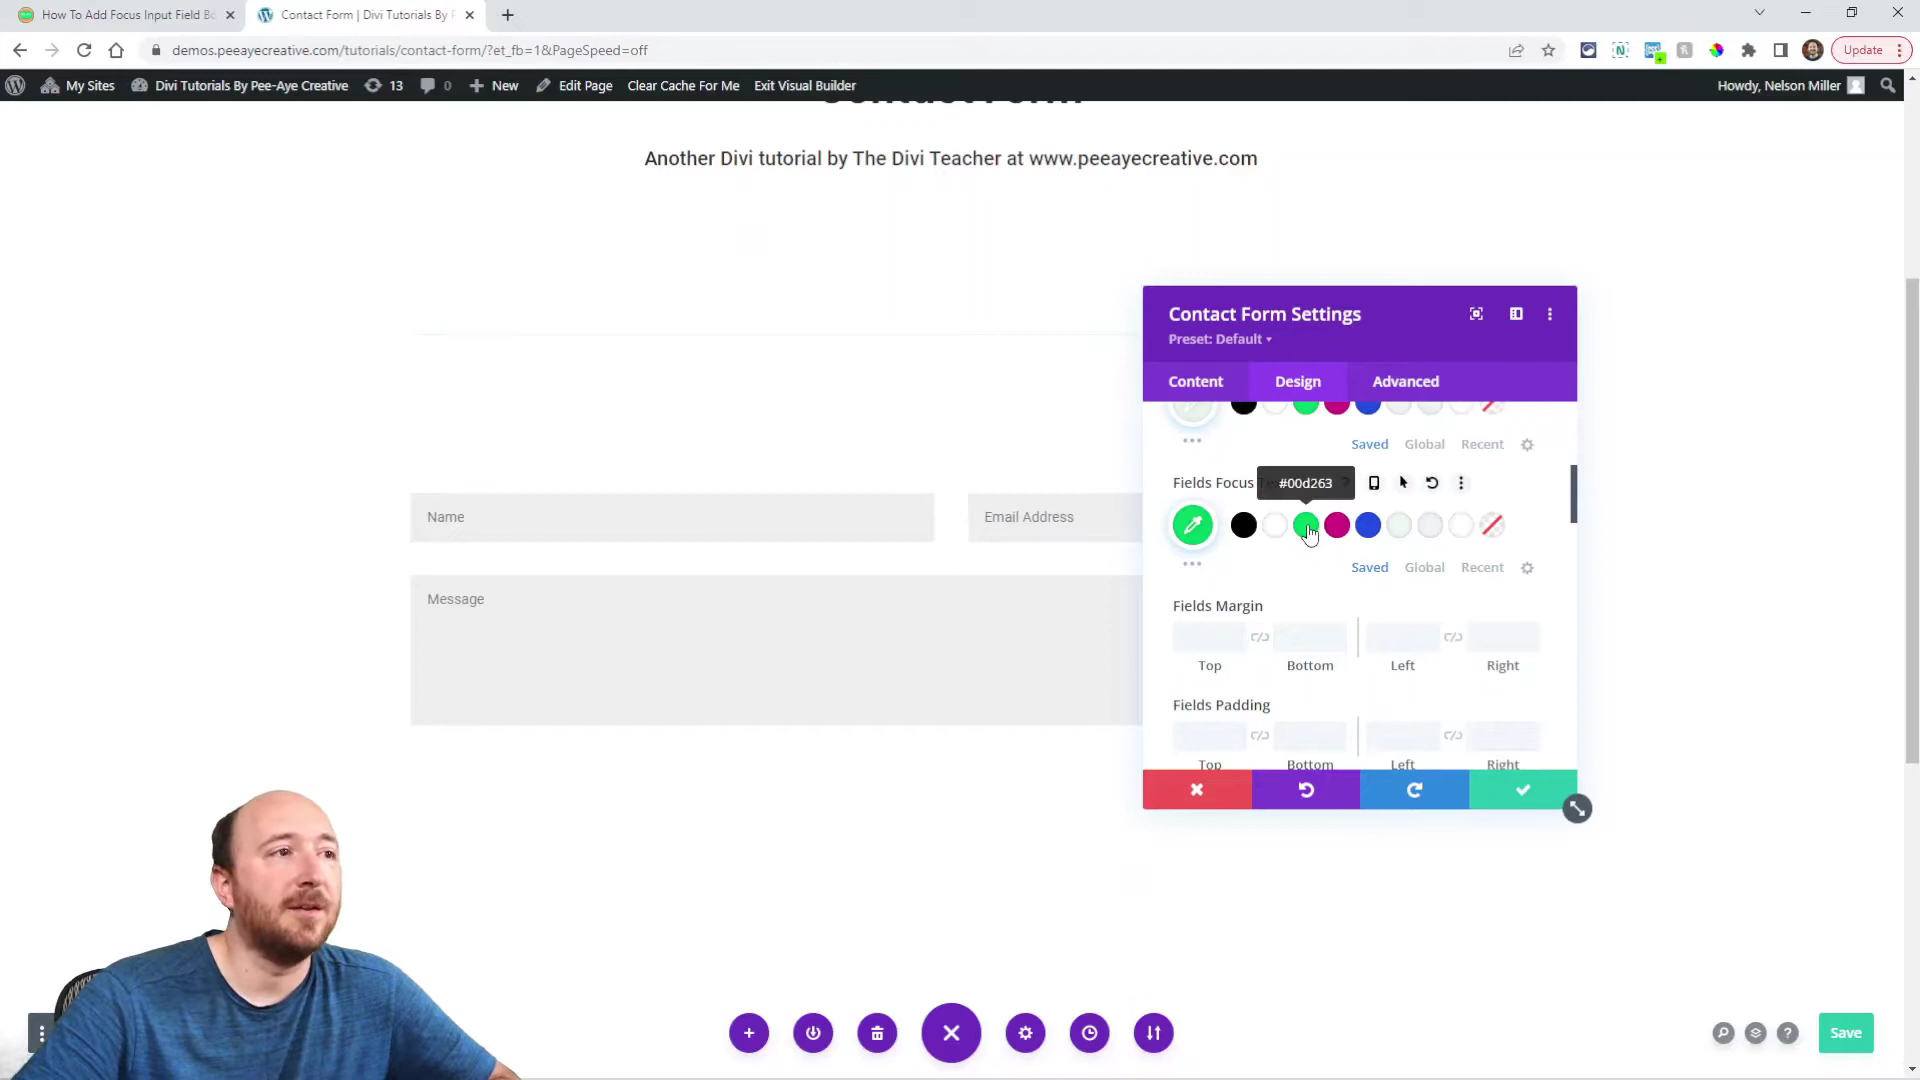 How To Add Focus Input Field Bo
Contact Form | Divi Tutorials By P
demos.peeayecreative.com/tutorials/contact-form/?et_fb=1&PageSpeed=off
Update
My Sites
Divi Tutorials By Pee-Aye Creative
13
0
New
Edit Page
Clear Cache For Me
Exit Visual Builder
Howdy, Nelson Miller
Contact Form
Another Divi tutorial by The Divi Teacher at www.peeayecreative.com
Name
Email Address
Message
Contact Form Settings
Preset: Default
Content
Design
Advanced
Saved
Global
Recent
Fields Focus
#00d263
Saved
Global
Recent
Fields Margin
Top
Bottom
Left
Right
Fields Padding
Top
Bottom
Left
Right
Save